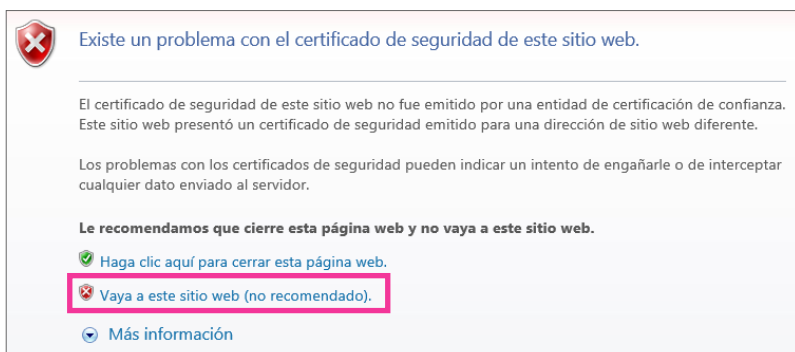 Existe un problema con el certificado de seguridad de este sitio web.
El certificado de seguridad de este sitio web no fue emitido por una entidad de certificación de confianza.
Este sitio web presentó un certificado de seguridad emitido para una dirección de sitio web diferente.
Los problemas con los certificados de seguridad pueden indicar un intento de engañarle o de interceptar
cualquier dato enviado al servidor.
Le recomendamos que cierre esta página web y no vaya a este sitio web.
Haga clic aquí para cerrar esta página web.
Vaya a este sitio web (no recomendado).
Más información